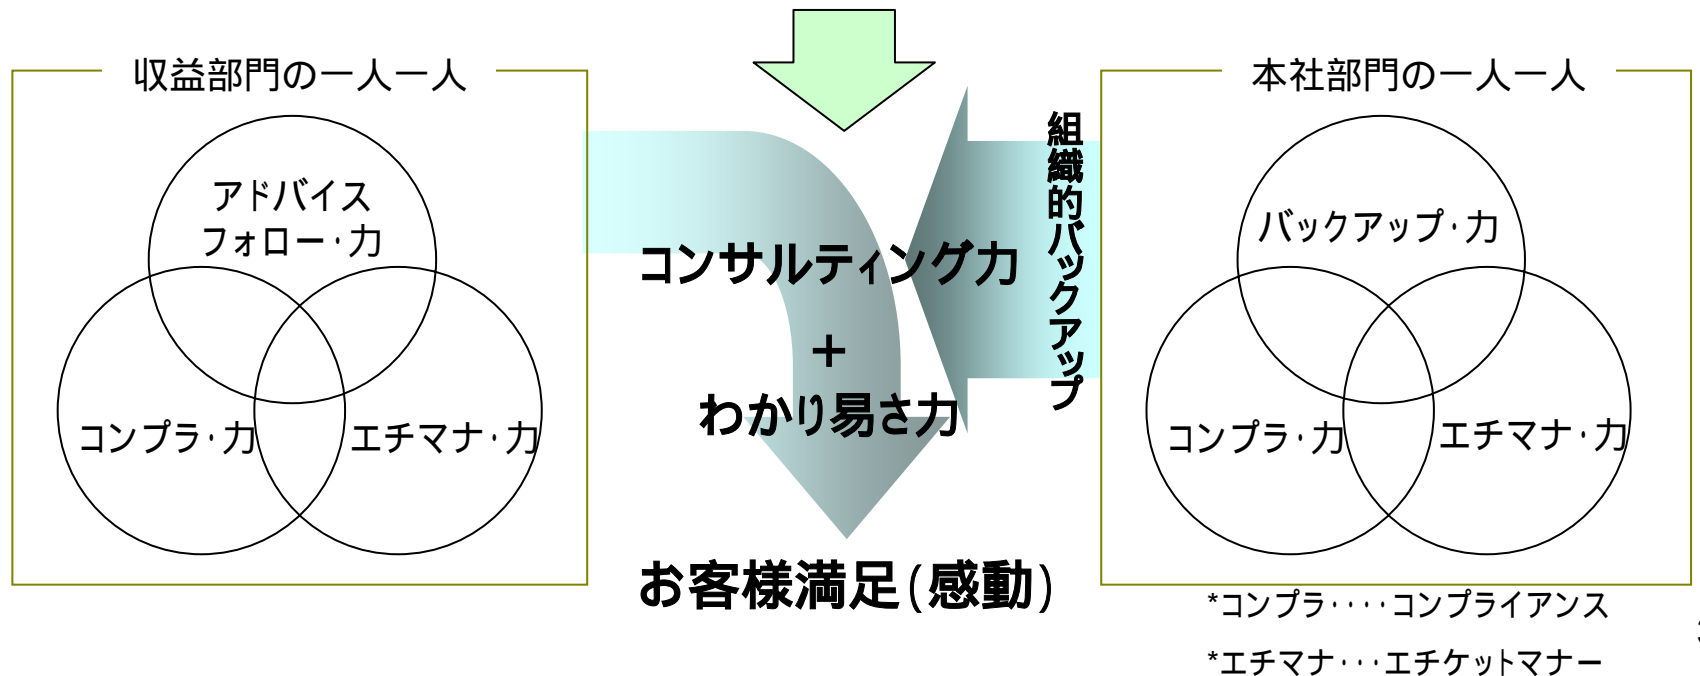 収益部門の一人一人
アドバイス
フォロー・力
コンプラ・力
エチマナ・力
コンサルティング力
+
わかり易さ力
お客様満足(感動)
組織的バックアップ
本社部門の一人一人
バックアップ・力
コンプラ・力
エチマナ・力
*コンプラ・・・・コンプライアンス
*エチマナ・・・エチケットマナー